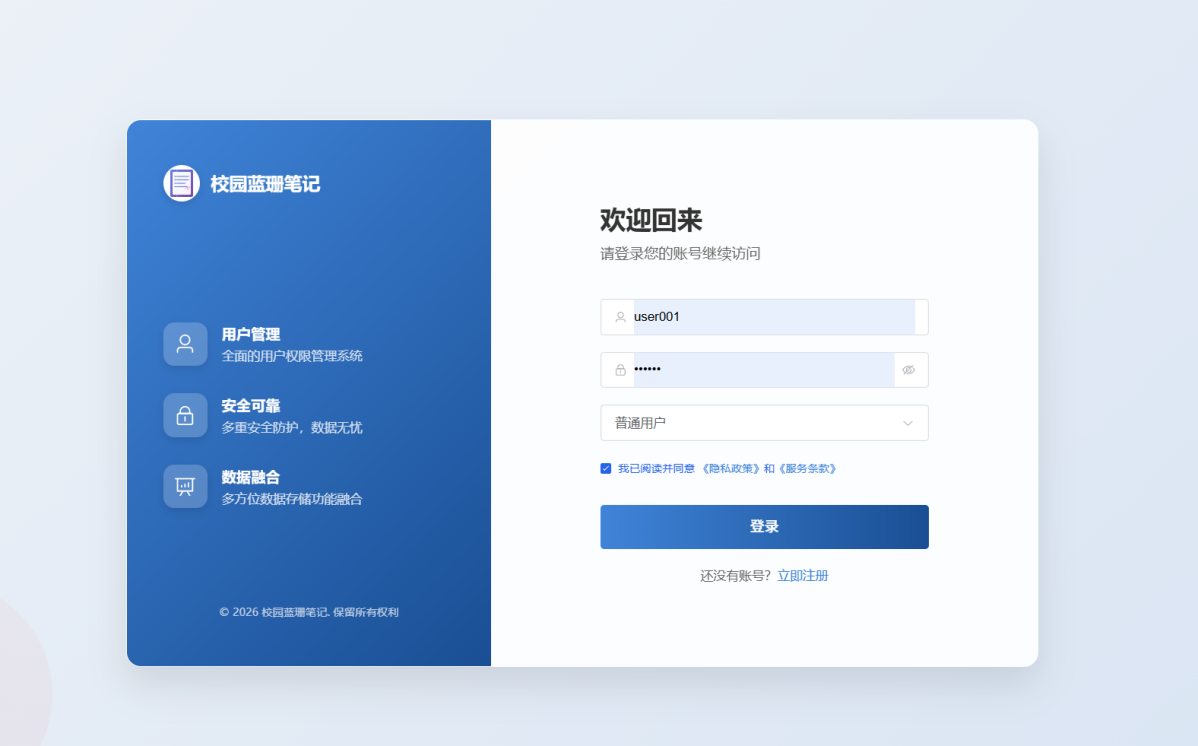 校园蓝珊笔记
用户管理
全面的用户权限管理系统
安全可靠
多重安全防护，数据无忧
数据融合
多方位数据存储功能融合
© 2026 校园蓝珊笔记. 保留所有权利
欢迎回来
请登录您的账号继续访问
user001
••••••
普通用户
我已阅读并同意 《隐私政策》和《服务条款》
登录
还没有账号？立即注册